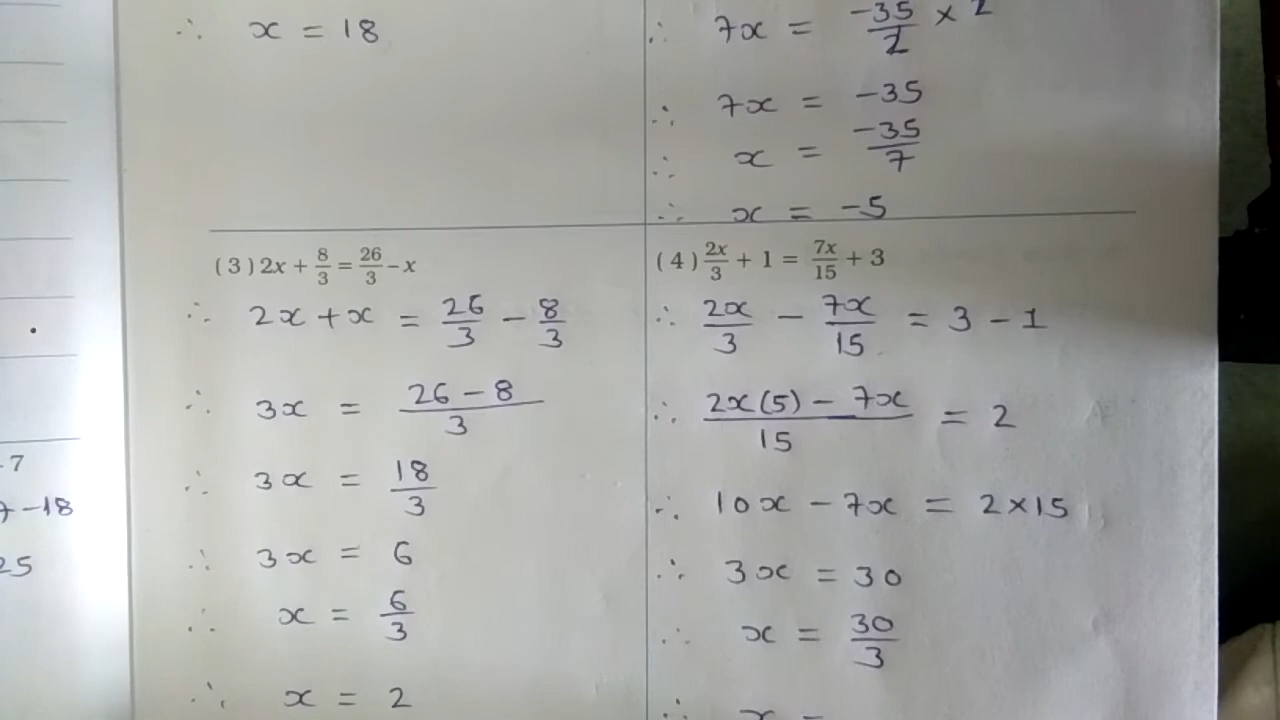 ∴ x = 18
∴ 7x = -35/2 × 2
∴ 7x = -35
∴ x = -35/7
∴ x = -5
(3) 2x + 8/3 = 26/3 - x
∴ 2x + x = 26/3 - 8/3
∴ 3x = 26 - 8/3
∴ 3x = 18/3
∴ 3x = 6
∴ x = 6/3
∴ x = 2
(4) 2x/3 + 1 = 7x/15 + 3
∴ 2x/3 - 7x/15 = 3 - 1
∴ 2x(5) - 7x/15 = 2
∴ 10x - 7x = 2 × 15
∴ 3x = 30
∴ x = 30/3
∴ x =
7
-18
25